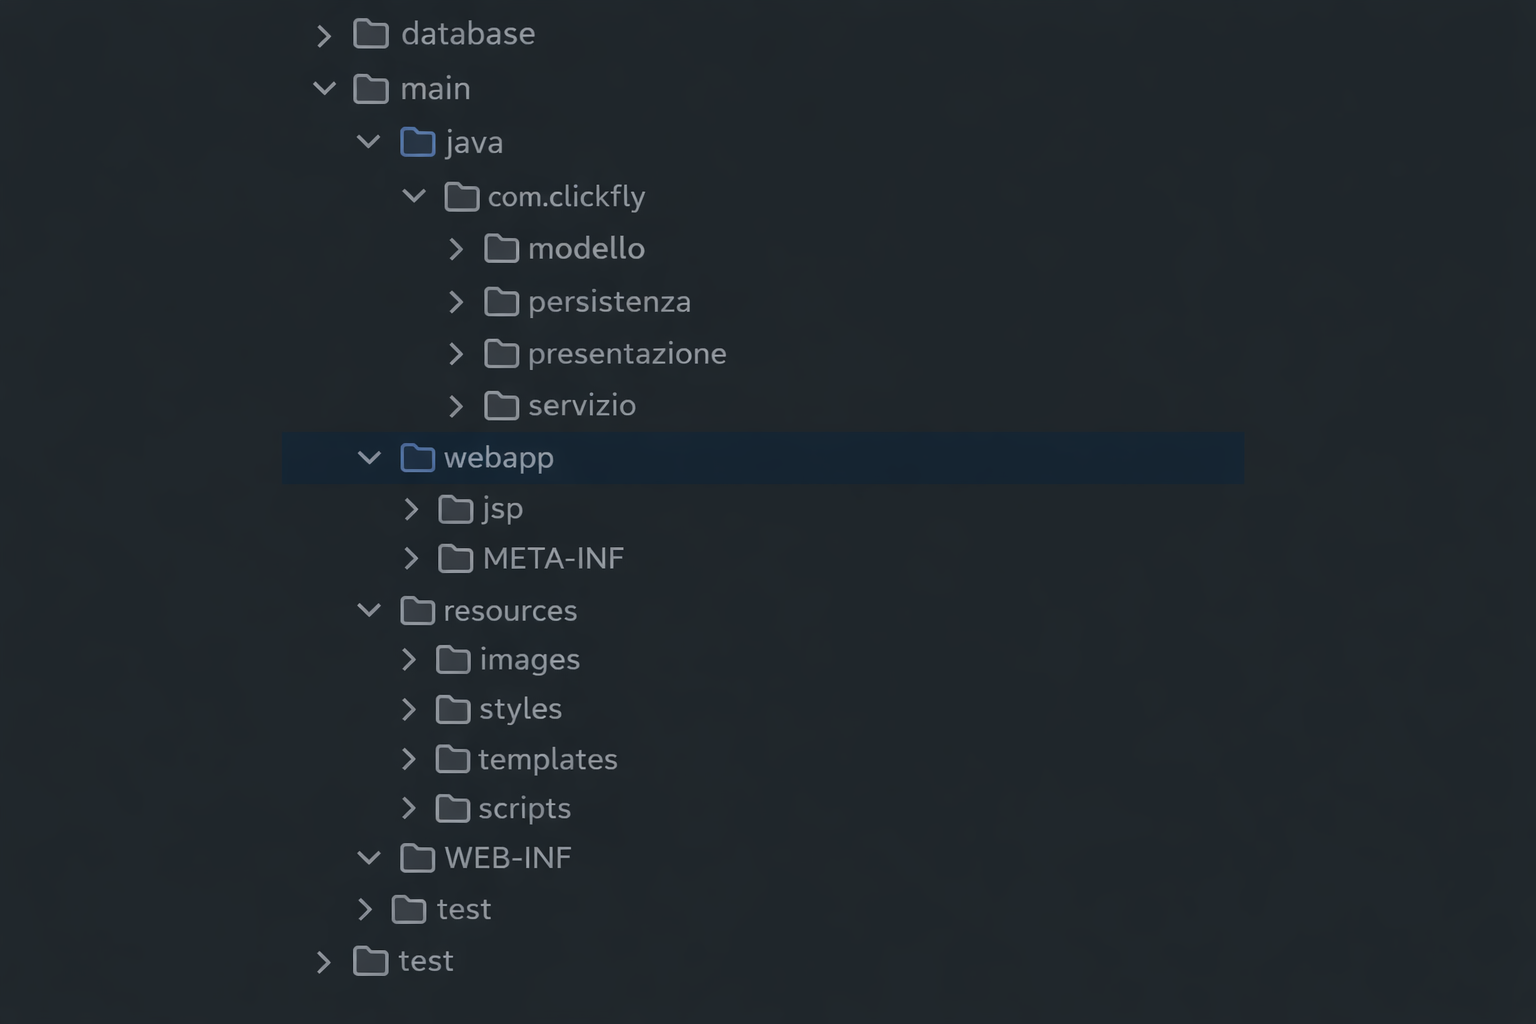 database
main
java
com.clickfly
modello
persistenza
presentazione
servizio
webapp
jsp
META-INF
resources
images
styles
templates
scripts
WEB-INF
test
test